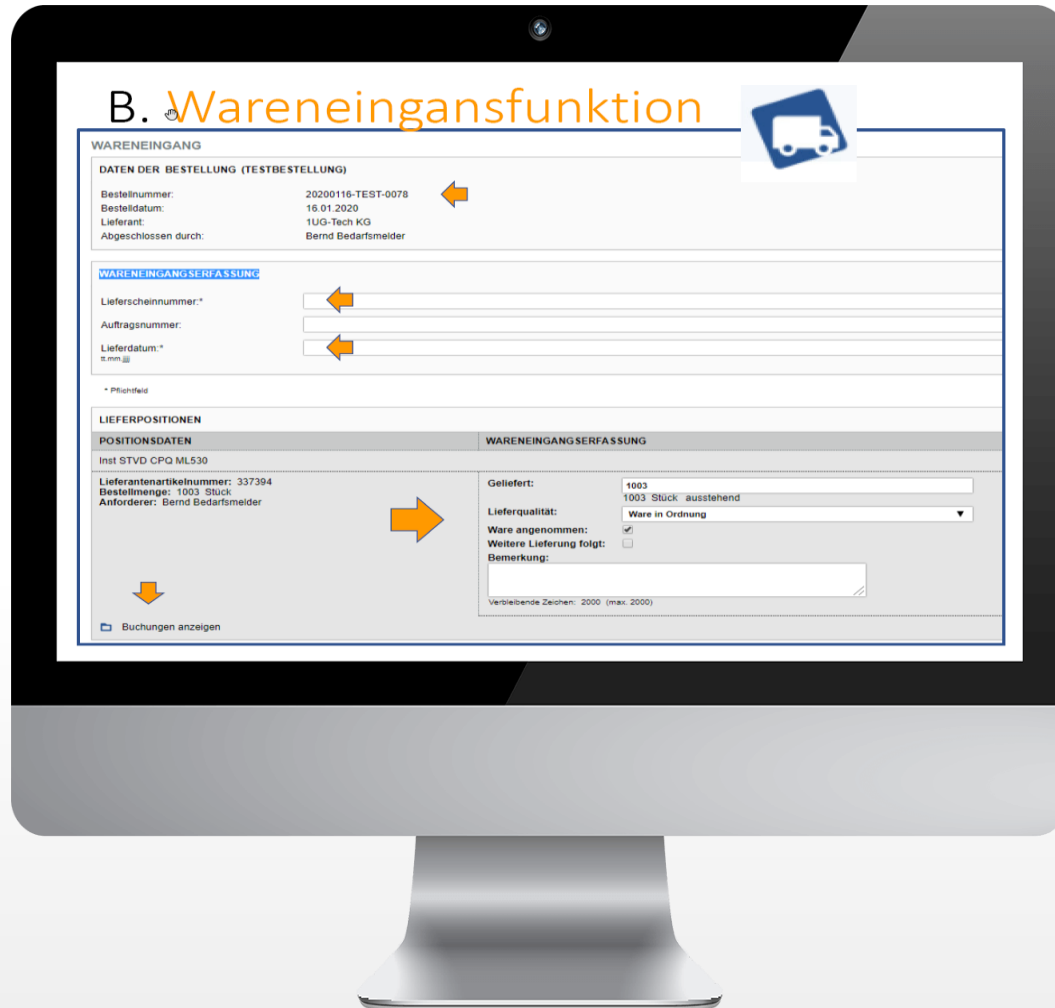 B. Wareneingansfunktion
WARENEINGANG
DATEN DER BESTELLUNG (TESTBESTELLUNG)
Bestellnummer: 20200116-TEST-0078
Bestelldatum: 16.01.2020
Lieferant: 1UG-Tech KG
Abgeschlossen durch: Bernd Bedarfsmelder
WARENEINGANGSERFASSUNG
Lieferscheinnummer:*
Auftragsnummer:
Lieferdatum:*
tt.mm.jjjj
* Pflichtfeld
LIEFERPOSITIONEN
POSITIONSDATEN WARENEINGANGSERFASSUNG
Inst STVD CPQ ML530
Lieferantenartikelnummer: 337394
Bestellmenge: 1003 Stück
Anforderer: Bernd Bedarfsmelder
Geliefert: 1003
1003 Stück ausstehend
Lieferqualität: Ware in Ordnung
Ware angenommen:
Weitere Lieferung folgt:
Bemerkung:
Verbleibende Zeichen: 2000 (max. 2000)
Buchungen anzeigen